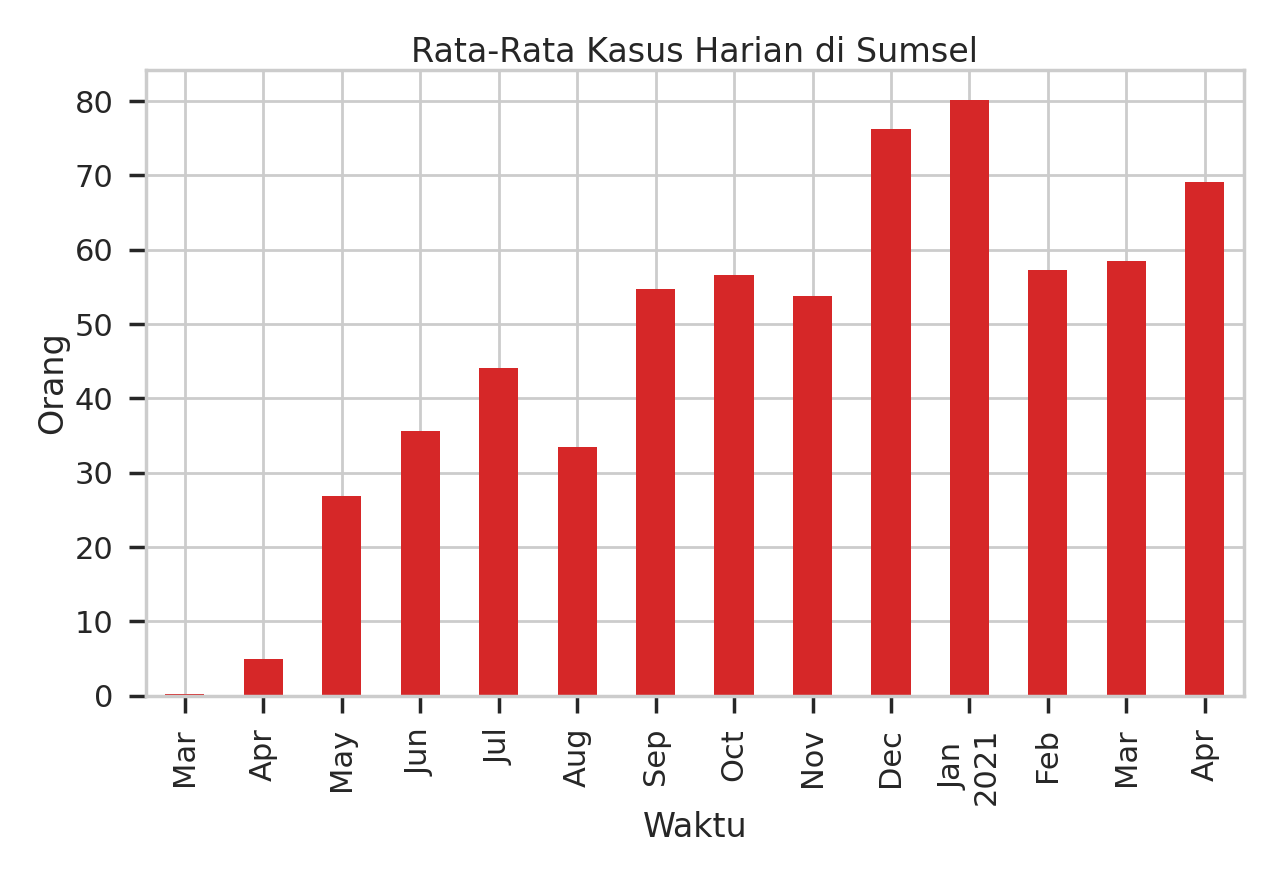 Rata-Rata Kasus Harian di Sumsel
80
70
60
50
40
30
20
10
0
Orang
Mar
Apr
May
Jun
Jul
Aug
Sep
Oct
Nov
Dec
Jan
2021
Feb
Mar
Apr
Waktu